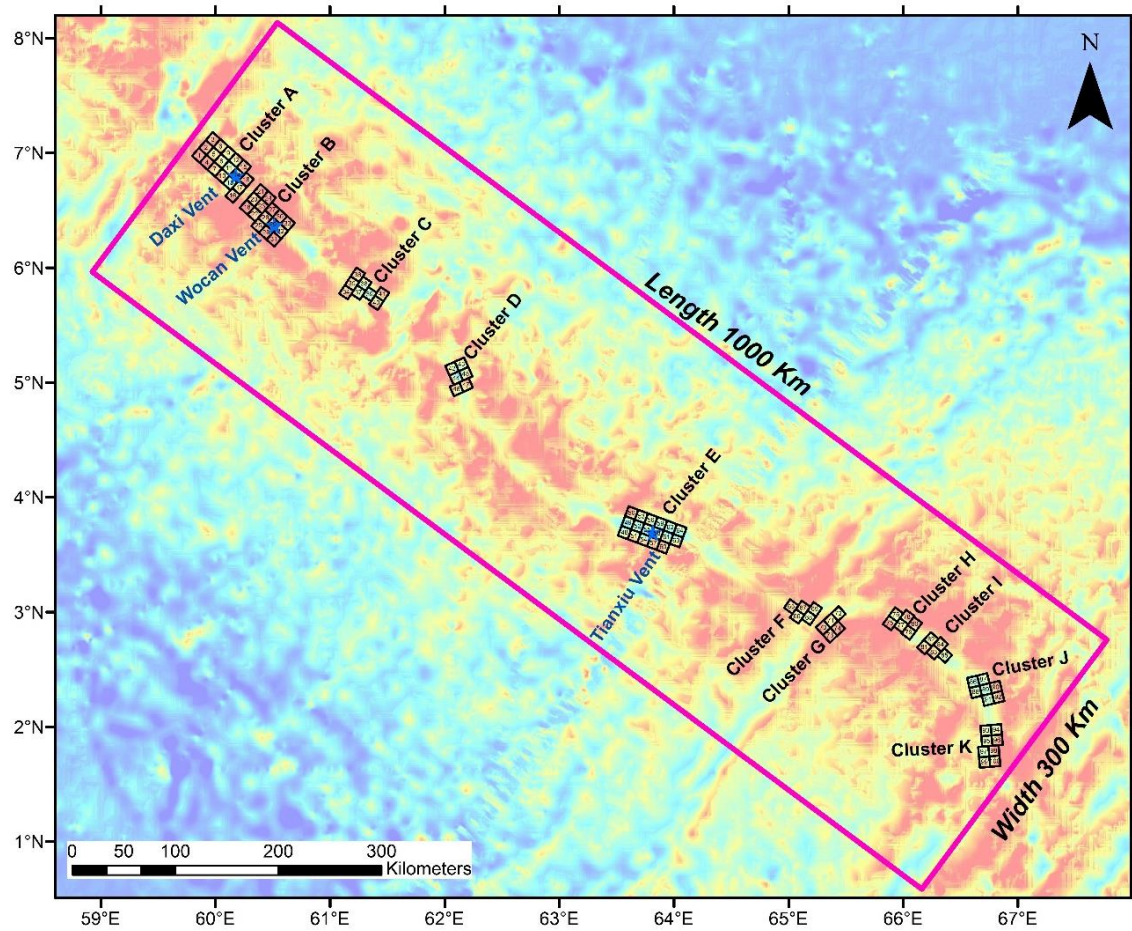 8°N
N
Cluster A
7°N
Cluster B
Daxi Vent
Cluster C
Wocan Vent
6°N
Length 1000 Km
Cluster D
5°N
Cluster E
4°N
Tianxiu Vent
Cluster H
3°N
Cluster I
Cluster F
Cluster G
Cluster J
2°N
Cluster K
Width 300 Km
1°N
0 50 100 200 300
Kilometers
59°E 60°E 61°E 62°E 63°E 64°E 65°E 66°E 67°E